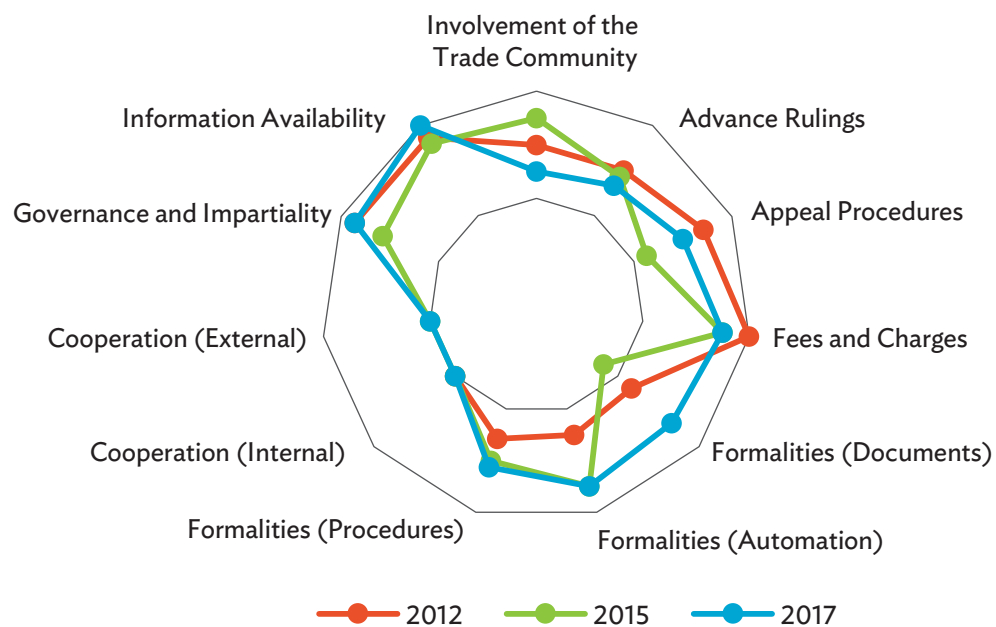 Involvement of the
Trade Community
Advance Rulings
Appeal Procedures
Fees and Charges
Formalities (Documents)
Formalities (Automation)
Formalities (Procedures)
Cooperation (Internal)
Cooperation (External)
Governance and Impartiality
Information Availability
2012
2015
2017